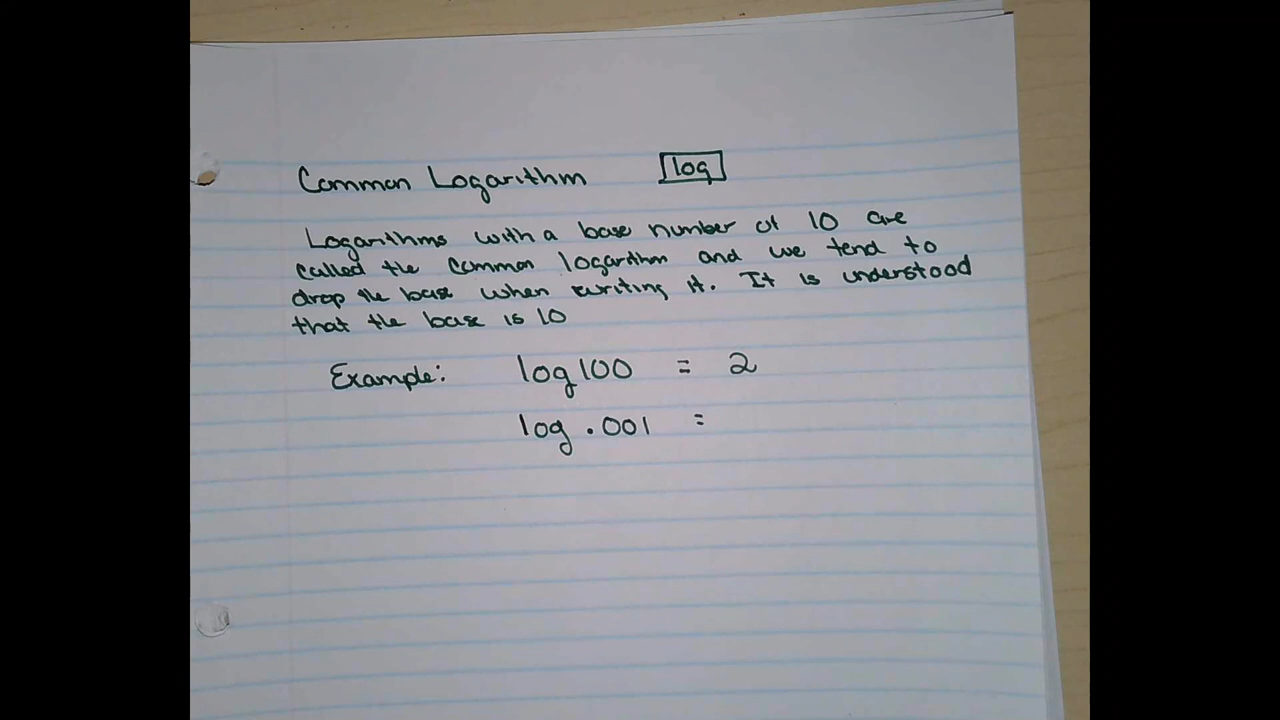 Common Logarithm log
Logarithms with a base number of 10 are
called the common logarithm and we tend to
drop the base when writing it. It is understood
that the base is 10
Example: log 100 = 2
log .001 =